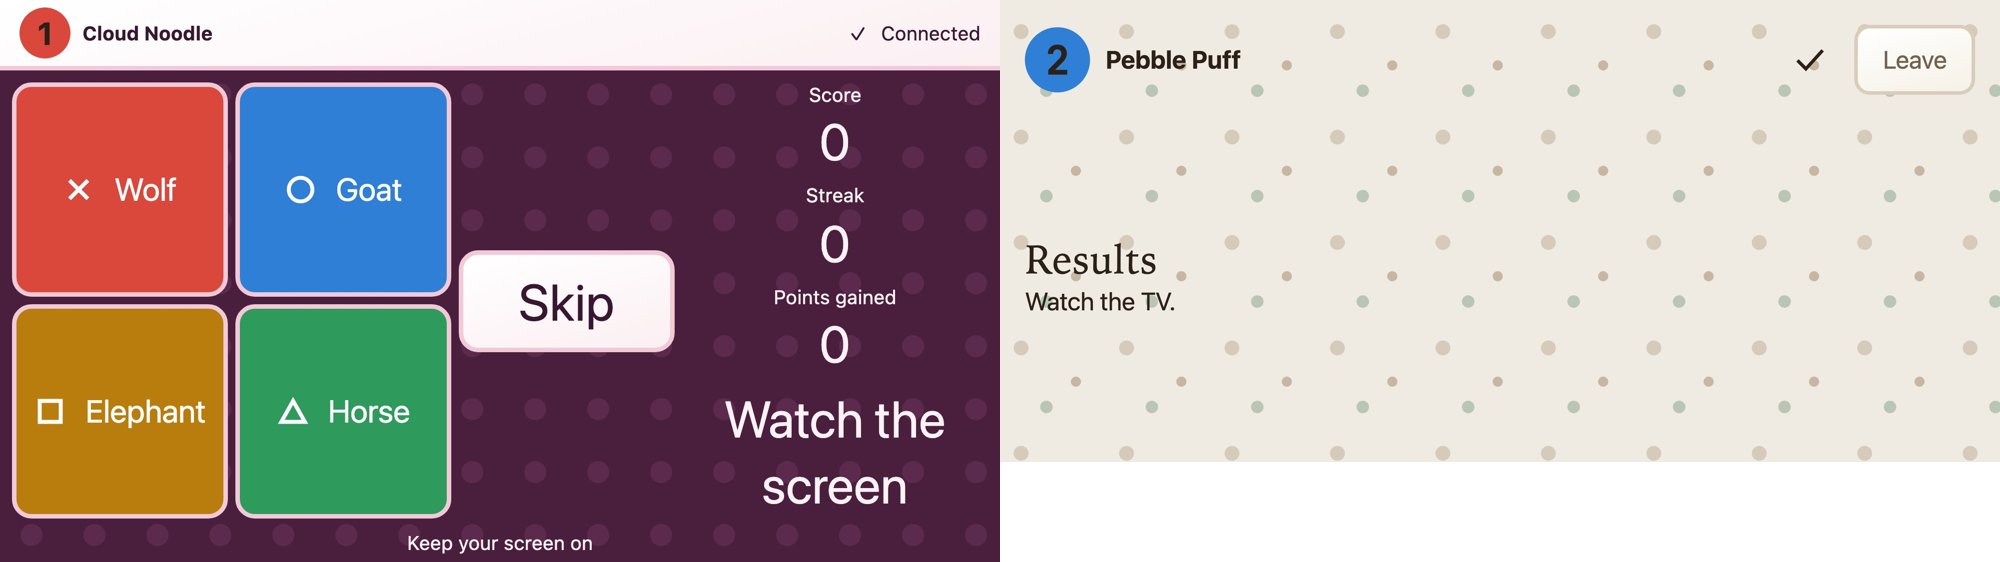 1 Cloud Noodle
✓ Connected
Wolf
Goat
Elephant
Horse
Skip
Score
0
Streak
0
Points gained
0
Watch the
screen
Keep your screen on
2 Pebble Puff
Leave
Results
Watch the TV.